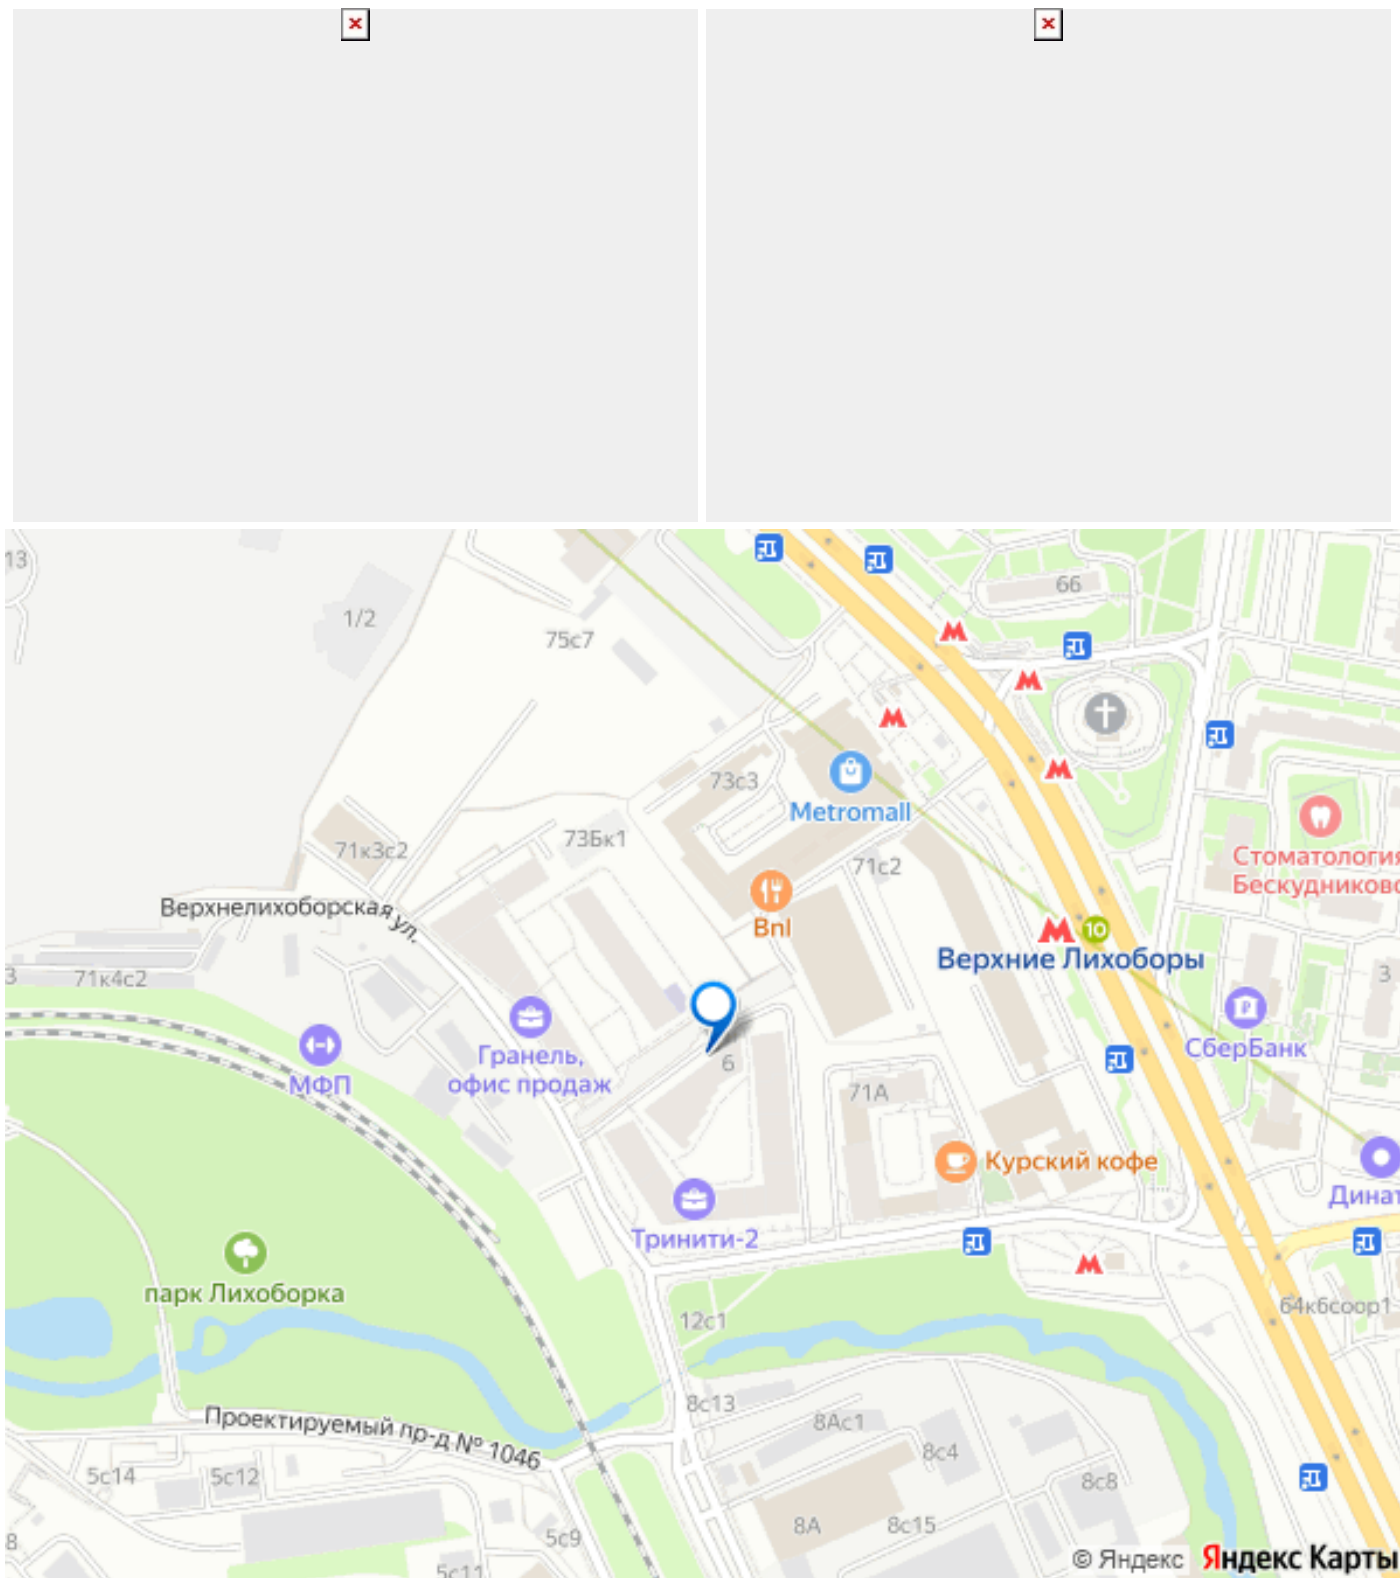 13
66
1/2
75с7
73с3
Metromall
Стоматология
Бескудниково
73Бк1
71к3с2
71с2
Верхнелихоборская ул.
Bnl
10
Верхние Лихоборы
3
71к4с2
3
Гранель,
офис продаж
МФП
6
СберБанк
71А
Курский кофе
Тринити-2
Динат
парк Лихоборка
12с1
64к6соор1
8с13
8Ас1
Проектируемый пр-д № 1046
8с4
5с14
5с12
8с8
8А
8с15
5с9
8
5с11
© Яндекс Яндекс Карты